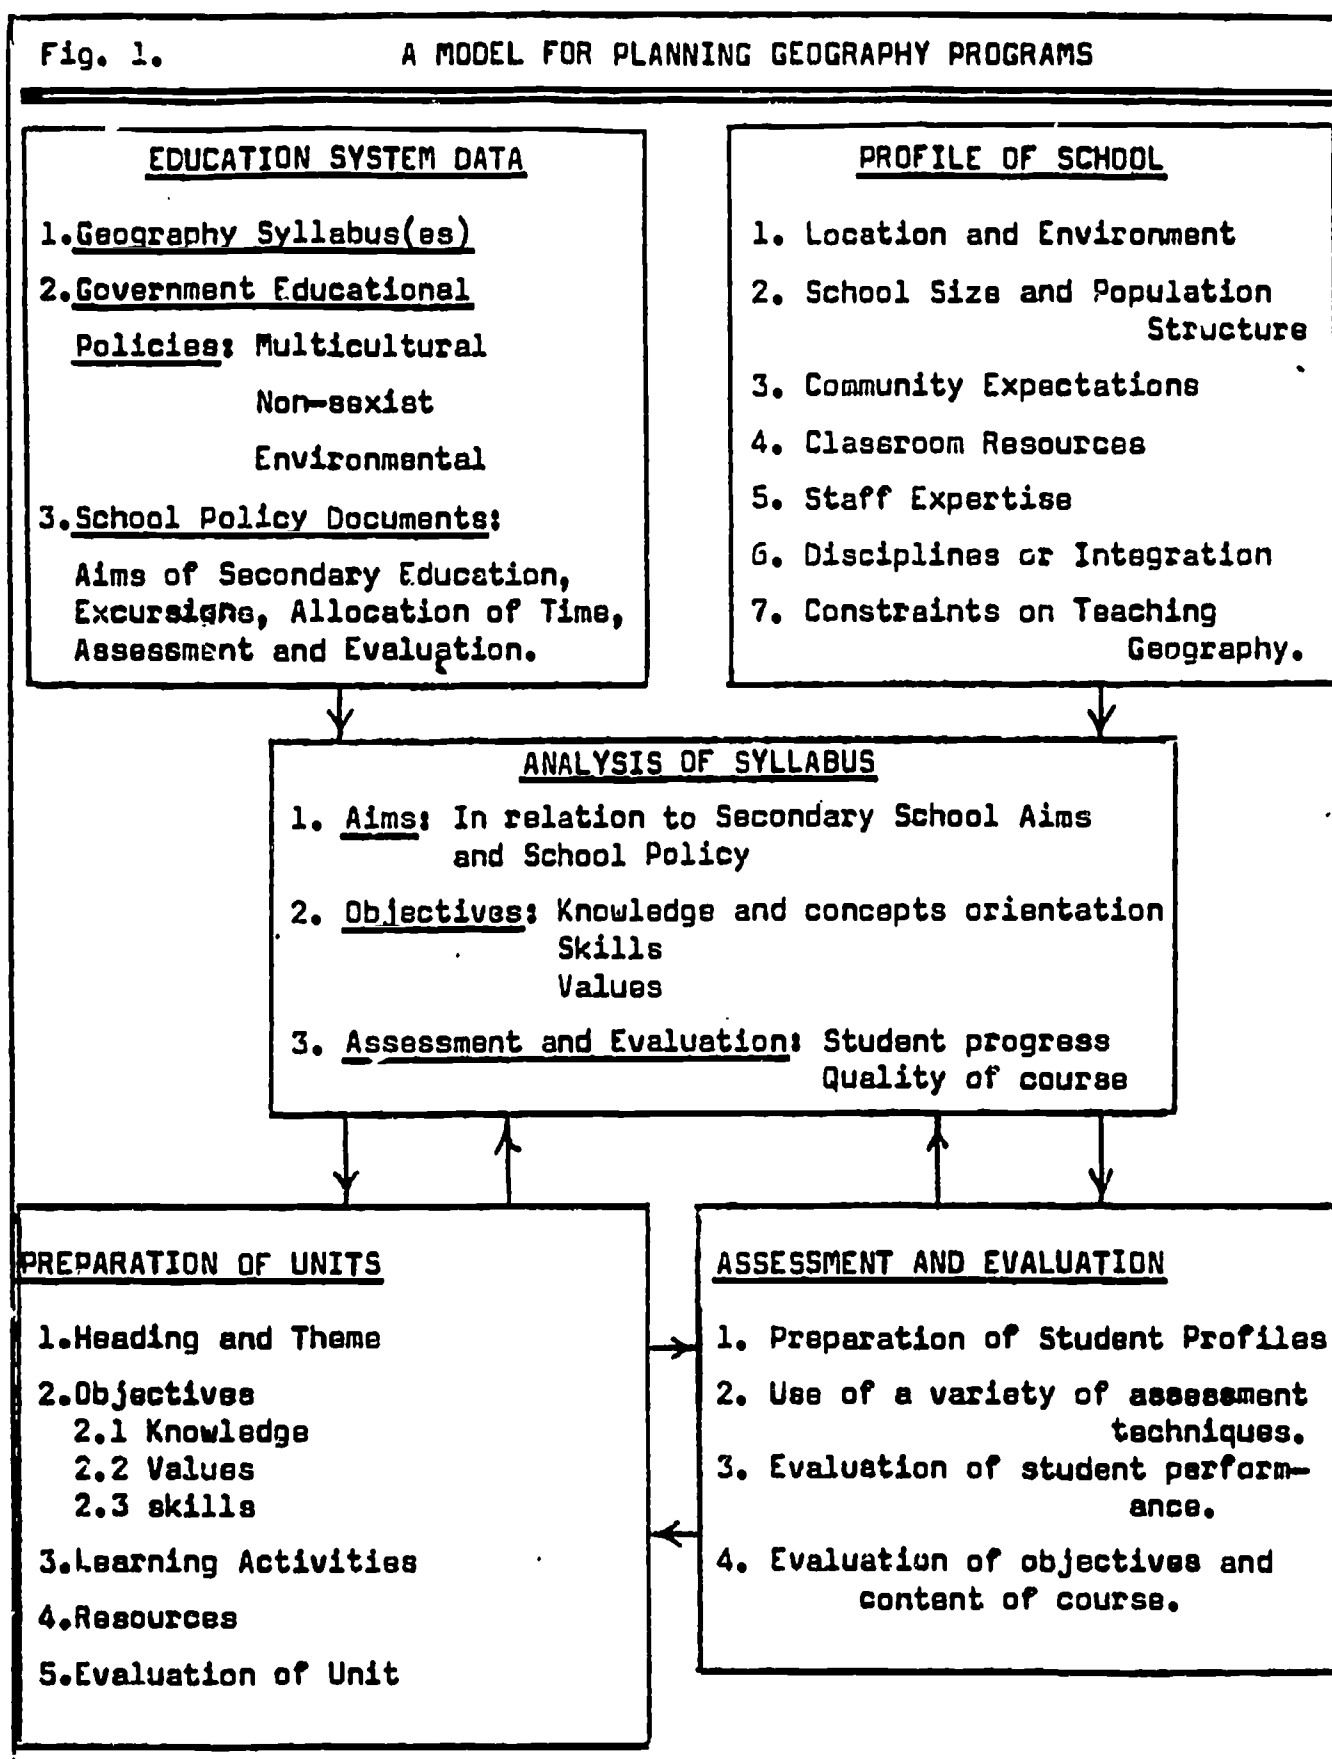 Fig. 1. A MODEL FOR PLANNING GEOGRAPHY PROGRAMS
EDUCATION SYSTEM DATA
1.Geography Syllabus(es)
2.Government Educational
Policies: Multicultural
Non-sexist
Environmental
3.School Policy Documents:
Aims of Secondary Education,
Excursions, Allocation of Time,
Assessment and Evaluation.
PROFILE OF SCHOOL
1. Location and Environment
2. School Size and Population
Structure
3. Community Expectations
4. Classroom Resources
5. Staff Expertise
6. Disciplines or Integration
7. Constraints on Teaching
Geography.
ANALYSIS OF SYLLABUS
1. Aims: In relation to Secondary School Aims
and School Policy
2. Objectives: Knowledge and concepts orientation
Skills
Values
3. Assessment and Evaluation: Student progress
Quality of course
PREPARATION OF UNITS
1.Heading and Theme
2.Objectives
2.1 Knowledge
2.2 Values
2.3 skills
3.Learning Activities
4.Resources
5.Evaluation of Unit
ASSESSMENT AND EVALUATION
1. Preparation of Student Profiles
2. Use of a variety of assessment
techniques.
3. Evaluation of student perform-
ance.
4. Evaluation of objectives and
content of course.